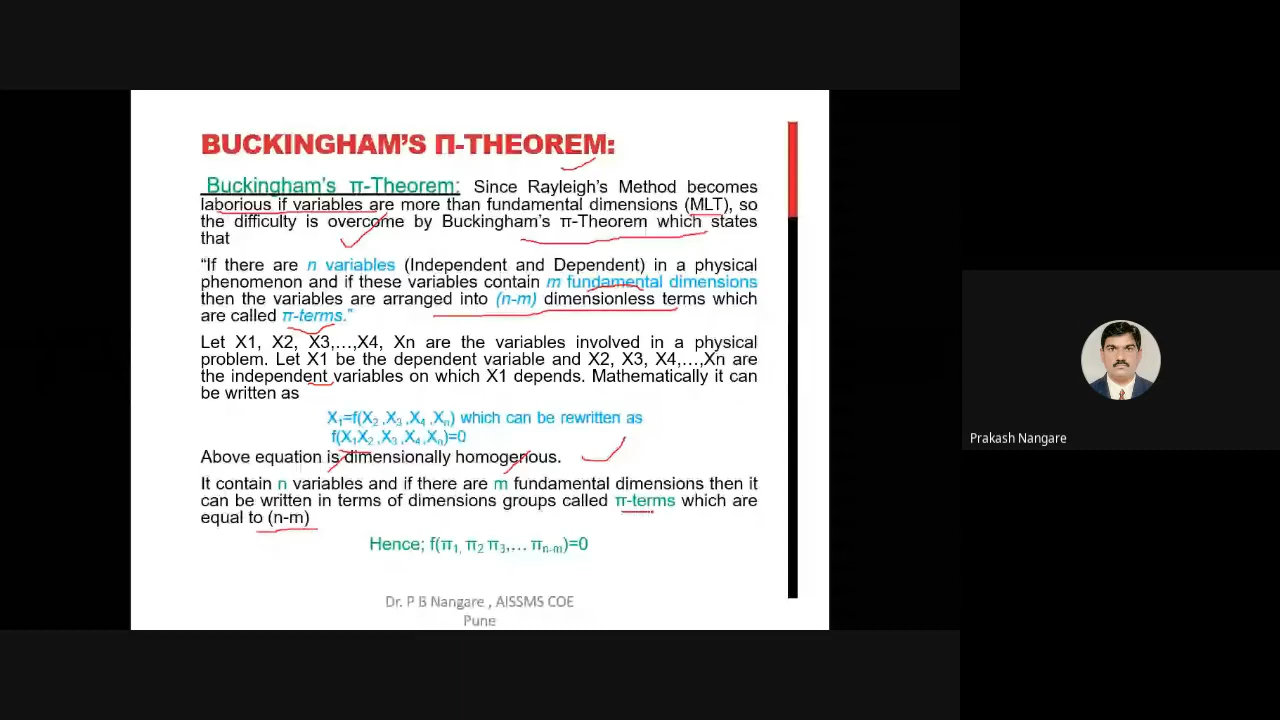 BUCKINGHAM'S Π-THEOREM:
Buckingham's π-Theorem: Since Rayleigh's Method becomes
laborious if variables are more than fundamental dimensions (MLT), so
the difficulty is overcome by Buckingham's π-Theorem which states
that
“If there are n variables (Independent and Dependent) in a physical
phenomenon and if these variables contain m fundamental dimensions
then the variables are arranged into (n-m) dimensionless terms which
are called π-terms.”
Let X1, X2, X3,…,X4, Xn are the variables involved in a physical
problem. Let X1 be the dependent variable and X2, X3, X4,…,Xn are
the independent variables on which X1 depends. Mathematically it can
be written as
X₁=f(X₂ ,X₃ ,X₄ ,Xₙ) which can be rewritten as
f(X₁X₂ ,X₃ ,X₄ ,Xₙ)=0
Above equation is dimensionally homogenious.
It contain n variables and if there are m fundamental dimensions then it
can be written in terms of dimensions groups called π-terms which are
equal to (n-m)
Hence; f(π₁, π₂ π₃,… πₙ₋ₘ)=0
Dr. P B Nangare , AISSMS COE
Pune
Prakash Nangare